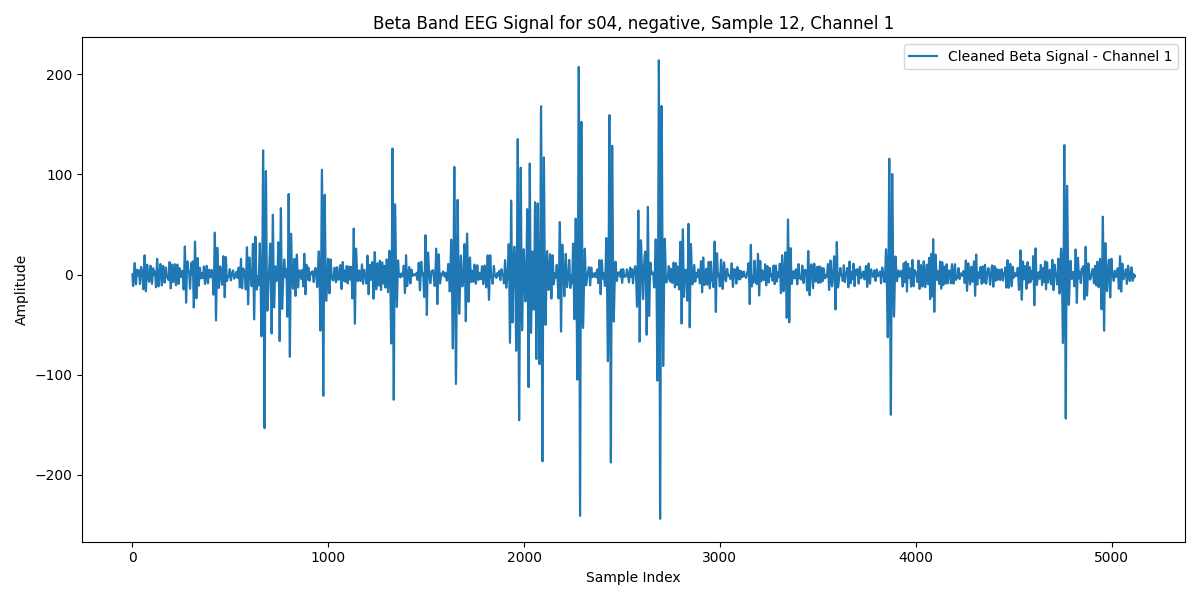 Beta Band EEG Signal for s04, negative, Sample 12, Channel 1
Cleaned Beta Signal - Channel 1
Amplitude
200
100
0
−100
−200
0
1000
2000
3000
4000
5000
Sample Index